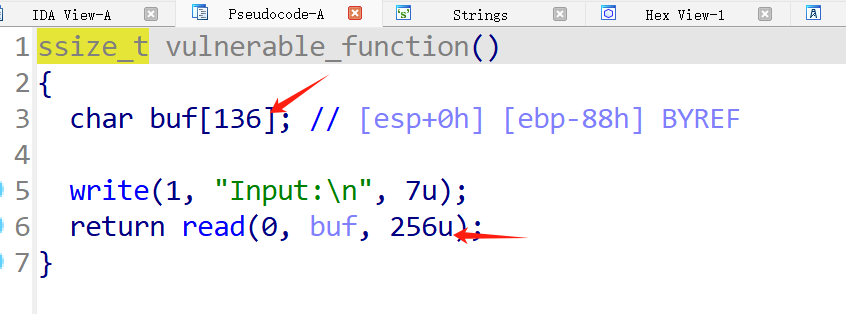 IDA View-A Pseudocode-A Strings Hex View-1
1 ssize_t vulnerable_function()
2 {
3 char buf[136]; // [esp+0h] [ebp-88h] BYREF
4
5 write(1, "Input:\n", 7u);
6 return read(0, buf, 256u);
7 }